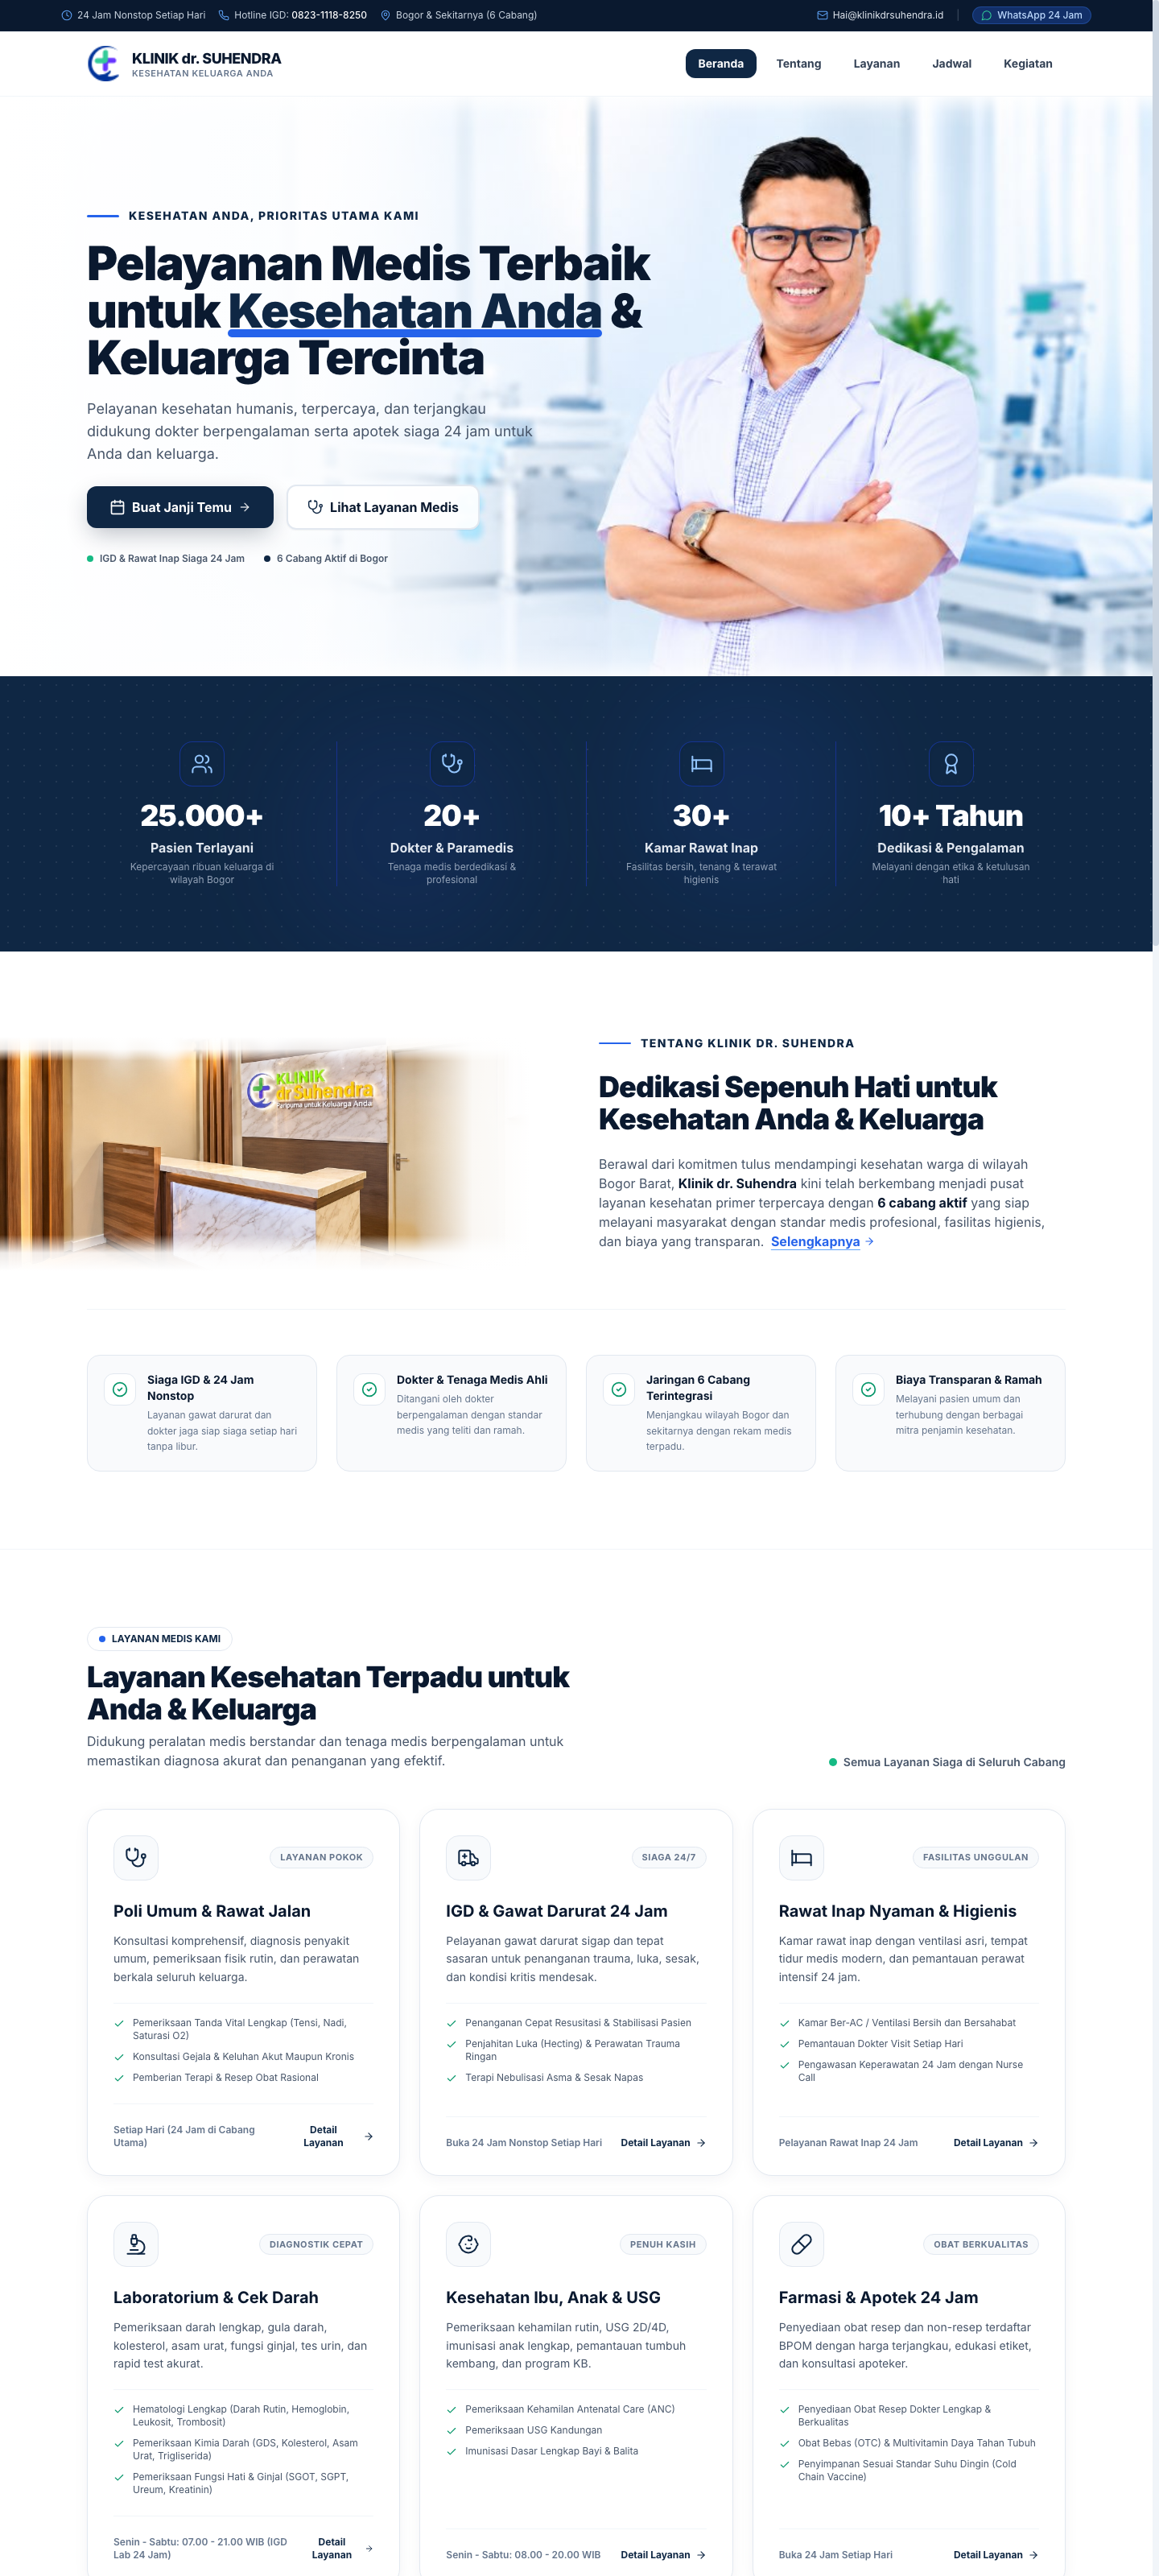 24 Jam Nonstop Setiap Hari
Hotline IGD: 0823-1118-8250
Bogor & Sekitarnya (6 Cabang)
Hai@klinikdrsuhendra.id
WhatsApp 24 Jam
KLINIK dr. SUHENDRA
KESEHATAN KELUARGA ANDA
Beranda
Tentang
Layanan
Jadwal
Kegiatan
KESEHATAN ANDA, PRIORITAS UTAMA KAMI
Pelayanan Medis Terbaik
untuk Kesehatan Anda &
Keluarga Tercinta
Pelayanan kesehatan humanis, terpercaya, dan terjangkau
didukung dokter berpengalaman serta apotek siaga 24 jam untuk
Anda dan keluarga.
Buat Janji Temu
Lihat Layanan Medis
IGD & Rawat Inap Siaga 24 Jam
6 Cabang Aktif di Bogor
25.000+
Pasien Terlayani
Kepercayaan ribuan keluarga di
wilayah Bogor
20+
Dokter & Paramedis
Tenaga medis berdedikasi &
profesional
30+
Kamar Rawat Inap
Fasilitas bersih, tenang & terawat
higienis
10+ Tahun
Dedikasi & Pengalaman
Melayani dengan etika & ketulusan
hati
KLINIK
dr Suhendra
Paripurna untuk Keluarga Anda
TENTANG KLINIK DR. SUHENDRA
Dedikasi Sepenuh Hati untuk
Kesehatan Anda & Keluarga
Berawal dari komitmen tulus mendampingi kesehatan warga di wilayah
Bogor Barat, Klinik dr. Suhendra kini telah berkembang menjadi pusat
layanan kesehatan primer terpercaya dengan 6 cabang aktif yang siap
melayani masyarakat dengan standar medis profesional, fasilitas higienis,
dan biaya yang transparan. Selengkapnya
Siaga IGD & 24 Jam
Nonstop
Layanan gawat darurat dan
dokter jaga siap siaga setiap hari
tanpa libur.
Dokter & Tenaga Medis Ahli
Ditangani oleh dokter
berpengalaman dengan standar
medis yang teliti dan ramah.
Jaringan 6 Cabang
Terintegrasi
Menjangkau wilayah Bogor dan
sekitarnya dengan rekam medis
terpadu.
Biaya Transparan & Ramah
Melayani pasien umum dan
terhubung dengan berbagai
mitra penjamin kesehatan.
LAYANAN MEDIS KAMI
Layanan Kesehatan Terpadu untuk
Anda & Keluarga
Didukung peralatan medis berstandar dan tenaga medis berpengalaman untuk
memastikan diagnosa akurat dan penanganan yang efektif.
Semua Layanan Siaga di Seluruh Cabang
LAYANAN POKOK
Poli Umum & Rawat Jalan
Konsultasi komprehensif, diagnosis penyakit
umum, pemeriksaan fisik rutin, dan perawatan
berkala seluruh keluarga.
Pemeriksaan Tanda Vital Lengkap (Tensi, Nadi,
Saturasi O2)
Konsultasi Gejala & Keluhan Akut Maupun Kronis
Pemberian Terapi & Resep Obat Rasional
Setiap Hari (24 Jam di Cabang
Utama)
Detail
Layanan
SIAGA 24/7
IGD & Gawat Darurat 24 Jam
Pelayanan gawat darurat sigap dan tepat
sasaran untuk penanganan trauma, luka, sesak,
dan kondisi kritis mendesak.
Penanganan Cepat Resusitasi & Stabilisasi Pasien
Penjahitan Luka (Hecting) & Perawatan Trauma
Ringan
Terapi Nebulisasi Asma & Sesak Napas
Buka 24 Jam Nonstop Setiap Hari
Detail Layanan
FASILITAS UNGGULAN
Rawat Inap Nyaman & Higienis
Kamar rawat inap dengan ventilasi asri, tempat
tidur medis modern, dan pemantauan perawat
intensif 24 jam.
Kamar Ber-AC / Ventilasi Bersih dan Bersahabat
Pemantauan Dokter Visit Setiap Hari
Pengawasan Keperawatan 24 Jam dengan Nurse
Call
Pelayanan Rawat Inap 24 Jam
Detail Layanan
DIAGNOSTIK CEPAT
Laboratorium & Cek Darah
Pemeriksaan darah lengkap, gula darah,
kolesterol, asam urat, fungsi ginjal, tes urin, dan
rapid test akurat.
Hematologi Lengkap (Darah Rutin, Hemoglobin,
Leukosit, Trombosit)
Pemeriksaan Kimia Darah (GDS, Kolesterol, Asam
Urat, Trigliserida)
Pemeriksaan Fungsi Hati & Ginjal (SGOT, SGPT,
Ureum, Kreatinin)
Senin - Sabtu: 07.00 - 21.00 WIB (IGD
Lab 24 Jam)
Detail
Layanan
PENUH KASIH
Kesehatan Ibu, Anak & USG
Pemeriksaan kehamilan rutin, USG 2D/4D,
imunisasi anak lengkap, pemantauan tumbuh
kembang, dan program KB.
Pemeriksaan Kehamilan Antenatal Care (ANC)
Pemeriksaan USG Kandungan
Imunisasi Dasar Lengkap Bayi & Balita
Senin - Sabtu: 08.00 - 20.00 WIB
Detail Layanan
OBAT BERKUALITAS
Farmasi & Apotek 24 Jam
Penyediaan obat resep dan non-resep terdaftar
BPOM dengan harga terjangkau, edukasi etiket,
dan konsultasi apoteker.
Penyediaan Obat Resep Dokter Lengkap &
Berkualitas
Obat Bebas (OTC) & Multivitamin Daya Tahan Tubuh
Penyimpanan Sesuai Standar Suhu Dingin (Cold
Chain Vaccine)
Buka 24 Jam Setiap Hari
Detail Layanan